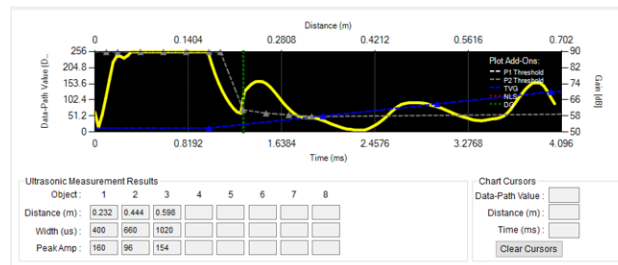 Distance (m)
0 0.1404 0.2808 0.4212 0.5616 0.702
Data-Path Value [D...
256
204.8
153.6
102.4
51.2
0
90
82
74
66
58
50
Gain [dB]
Plot Add-Ons:
P1 Threshold
P2 Threshold
TVG
NLS
DG
0 0.8192 1.6384 2.4576 3.2768 4.096
Time (ms)
Ultrasonic Measurement Results
Object : 1 2 3 4 5 6 7 8
Distance (m): 0.232 0.444 0.598
Width (us) : 400 660 1020
Peak Amp : 160 96 154
Chart Cursors
Data-Path Value :
Distance (m) :
Time (ms) :
Clear Cursors